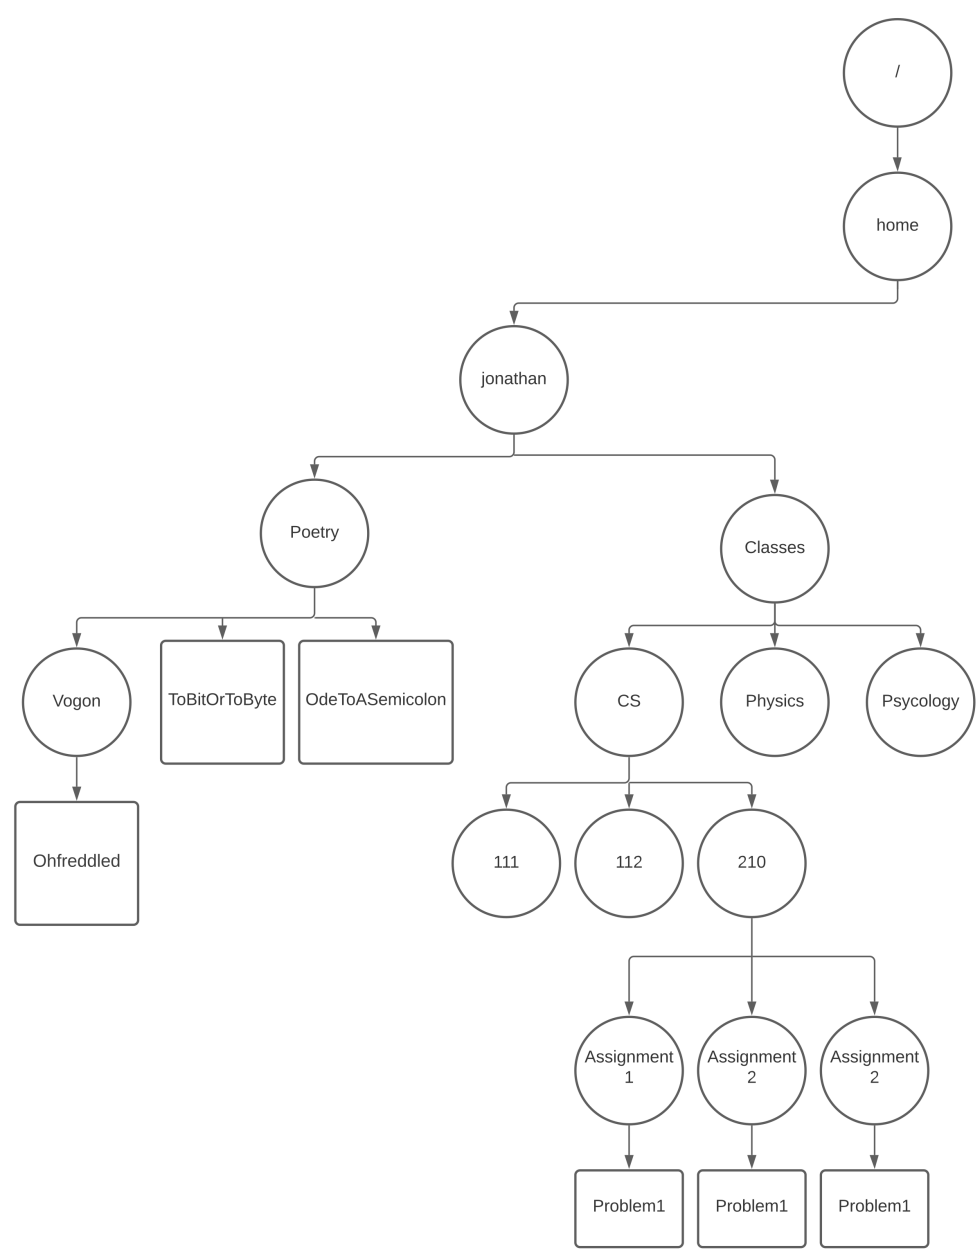 /
home
jonathan
Poetry
Classes
Vogon
ToBitOrToByte
OdeToASemicolon
CS
Physics
Psycology
Ohfreddled
111
112
210
Assignment
1
Assignment
2
Assignment
2
Problem1
Problem1
Problem1